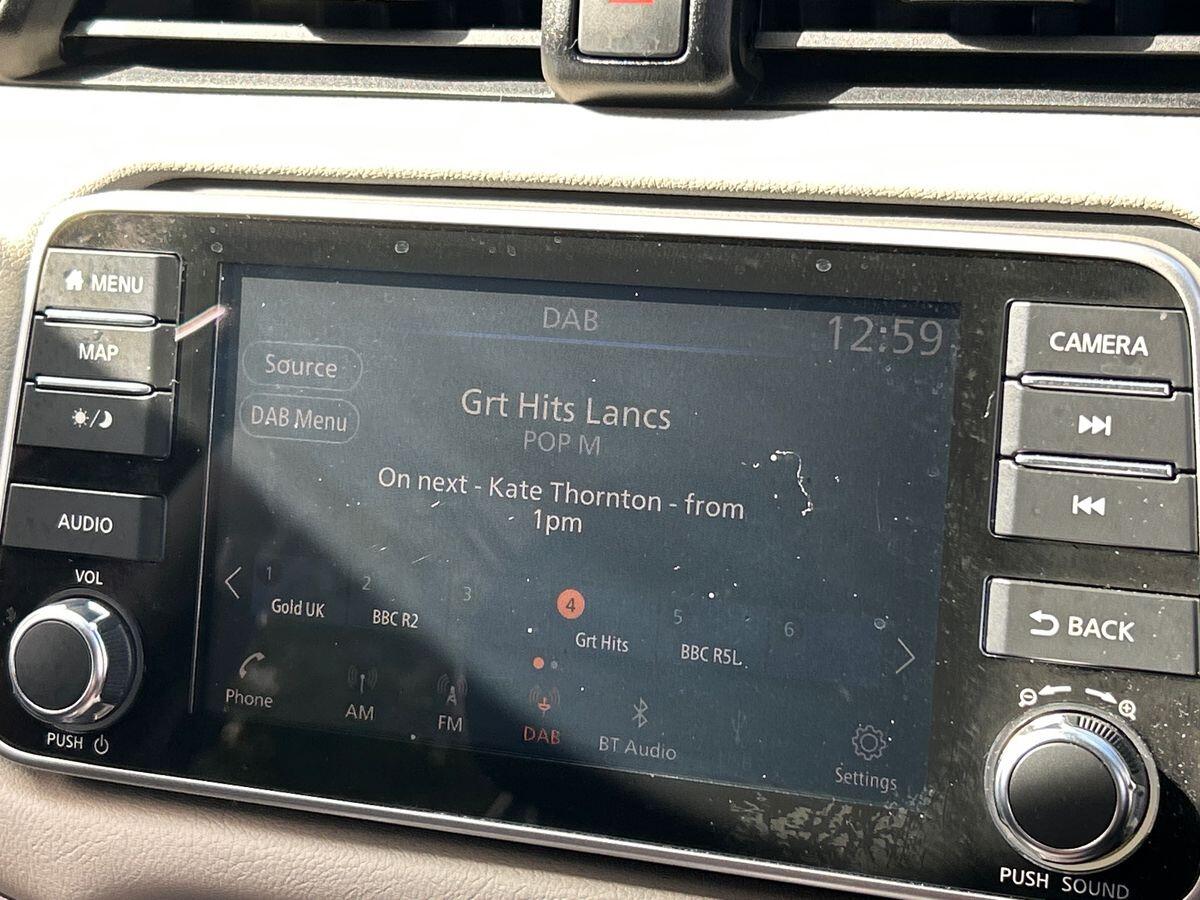 MENU
MAP
AUDIO
VOL
PUSH
DAB
12:59
Source
DAB Menu
Grt Hits Lancs
POP M
On next - Kate Thornton - from
1pm
1
2
3
4
5
6
Gold UK
BBC R2
Grt Hits
BBC R5L
Phone
AM
FM
DAB
BT Audio
Settings
CAMERA
BACK
PUSH SOUND